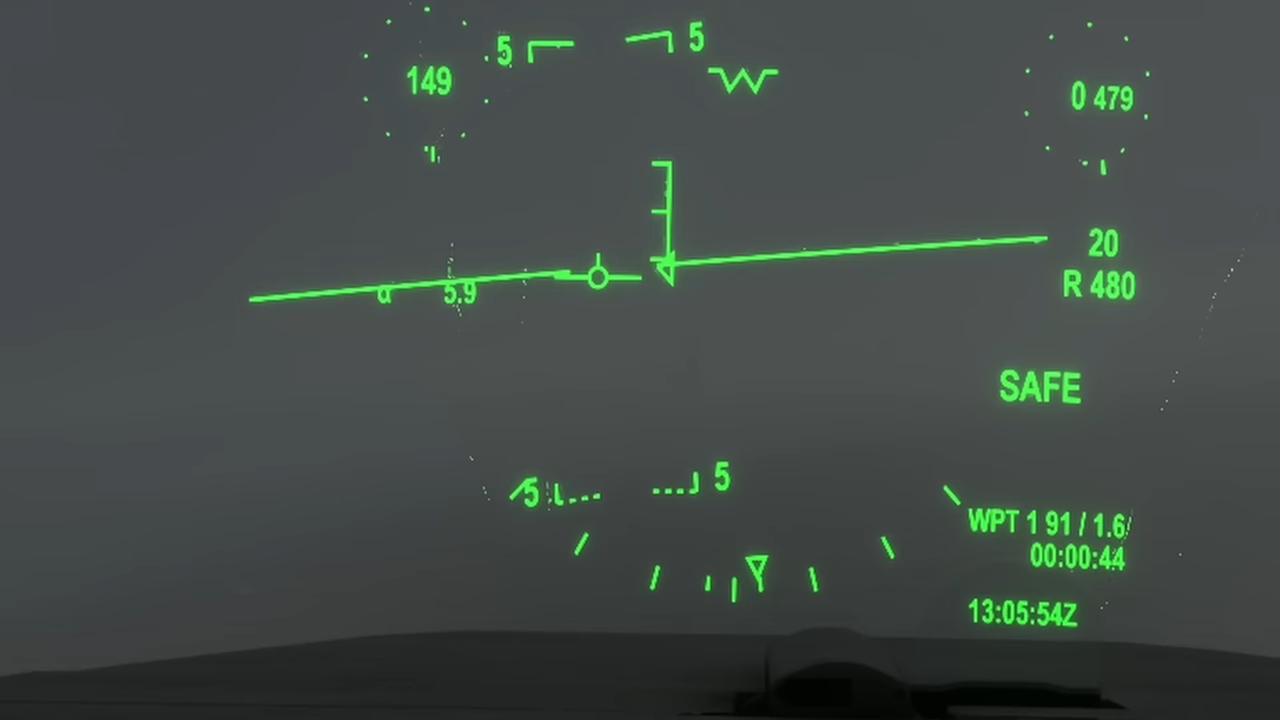 5 5
149
0 479
20
R 480
α 5.9
SAFE
5 5
WPT 1 91 / 1.6
00:00:44
13:05:54Z